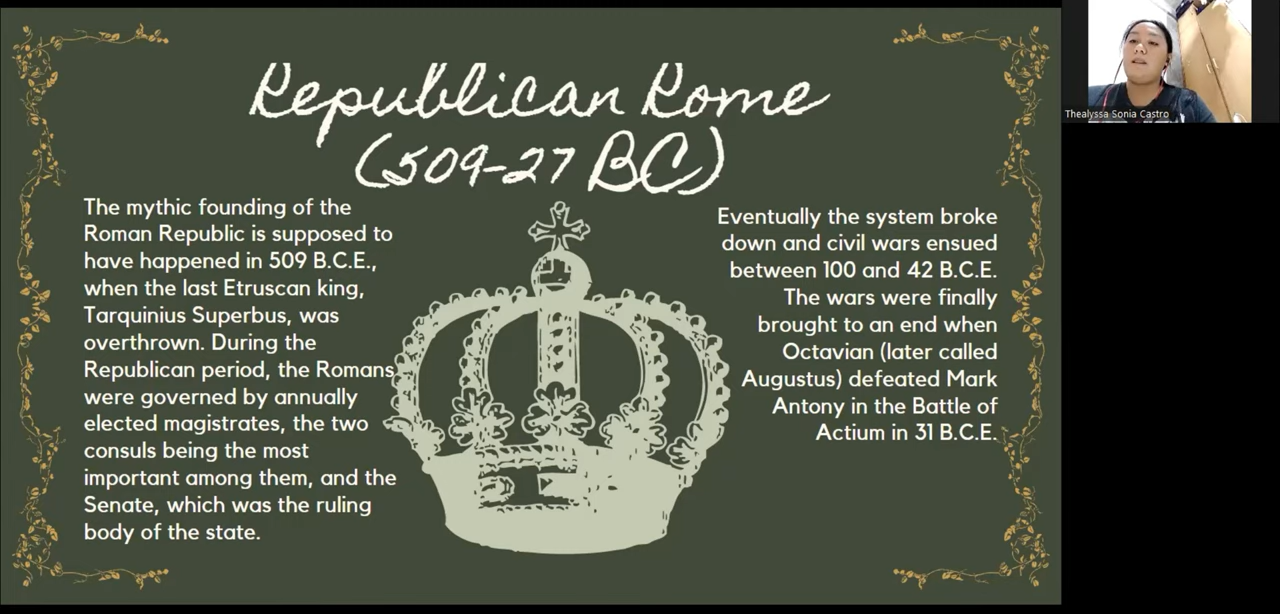 Republican Rome
(509-27 BC)
The mythic founding of the
Roman Republic is supposed to
have happened in 509 B.C.E.,
when the last Etruscan king,
Tarquinius Superbus, was
overthrown. During the
Republican period, the Romans
were governed by annually
elected magistrates, the two
consuls being the most
important among them, and the
Senate, which was the ruling
body of the state.
Eventually the system broke
down and civil wars ensued
between 100 and 42 B.C.E.
The wars were finally
brought to an end when
Octavian (later called
Augustus) defeated Mark
Antony in the Battle of
Actium in 31 B.C.E.
Thealyssa Sonia Castro